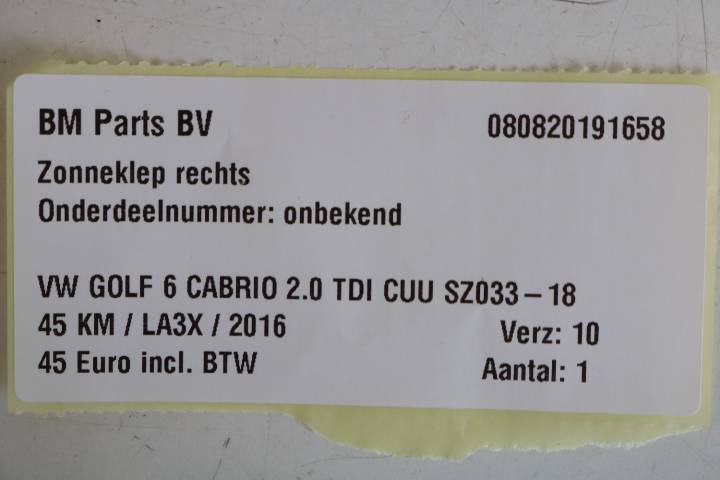 BM Parts BV 080820191658
Zonneklep rechts
Onderdeelnummer: onbekend
VW GOLF 6 CABRIO 2.0 TDI CUU SZ033-18
45 KM / LA3X / 2016 Verz: 10
45 Euro incl. BTW Aantal: 1